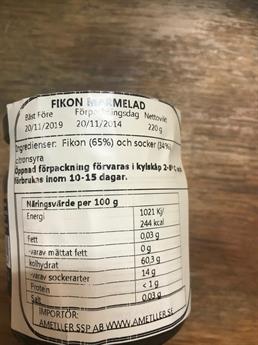 FIKON MARMELAD
Bäst Före Förpackningsdag Nettovikt
20/11/2019 20/11/2014 220 g
Ingredienser: Fikon (65%) och socker (34%)
citronsyra
Öppnad förpackning förvaras i kylskåp 2-8°C
förbrukas inom 10-15 dagar.
Näringsvärde per 100 g
Energi 1021 Kj/
244 kcal
Fett 0,03 g
-varav mättat fett 0 g
kolhydrat 60,3 g
-varav sockerarter 14 g
Protein < 1 g
Salt 0.03 g
IMPORTÖR:
AMETLLER SSP AB WWW.AMETLLER.SE